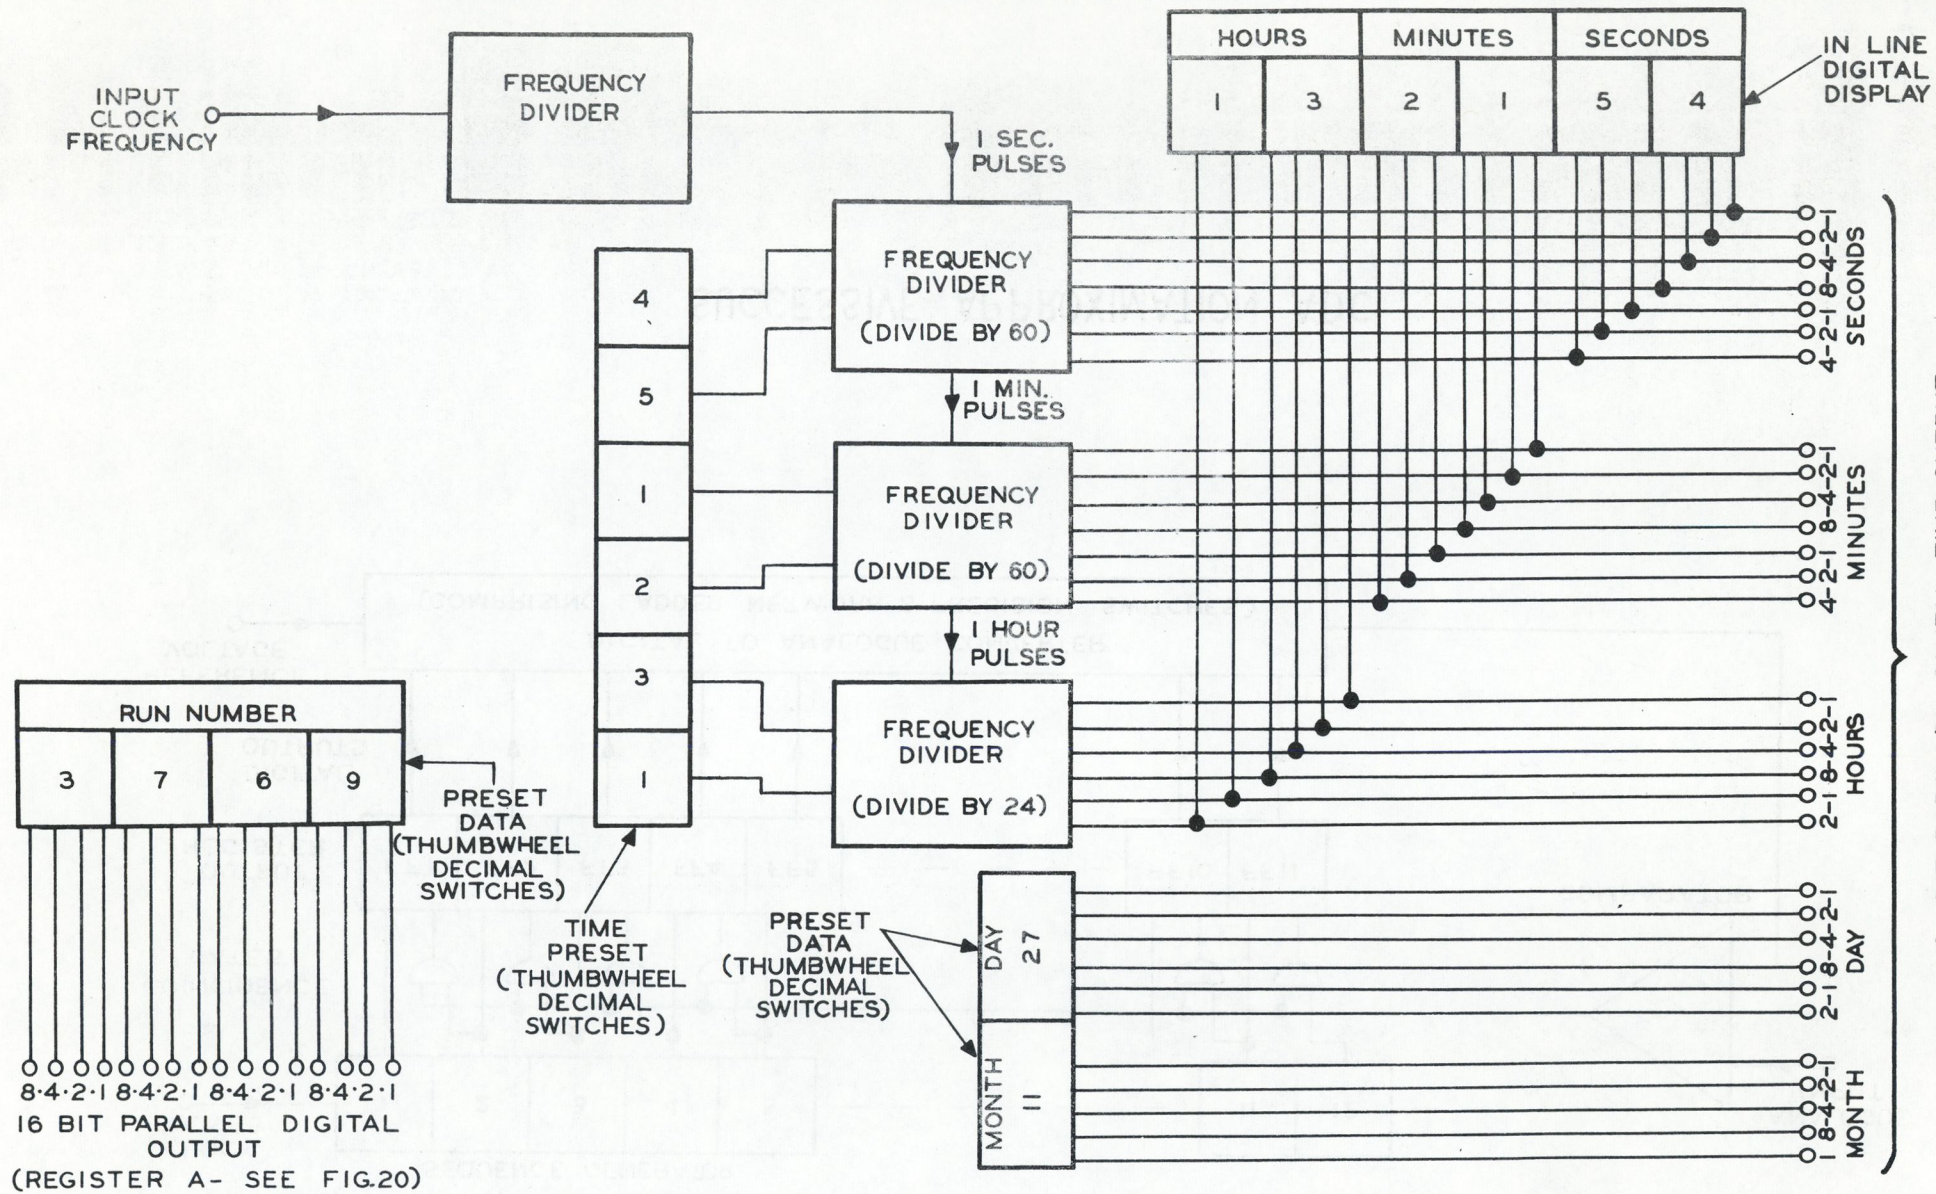 INPUT
CLOCK
FREQUENCY
FREQUENCY
DIVIDER
1 SEC.
PULSES
HOURS MINUTES SECONDS
1 3 2 1 5 4
IN LINE
DIGITAL
DISPLAY
4
5
1
2
3
1
FREQUENCY
DIVIDER
(DIVIDE BY 60)
1 MIN.
PULSES
FREQUENCY
DIVIDER
(DIVIDE BY 60)
1 HOUR
PULSES
FREQUENCY
DIVIDER
(DIVIDE BY 24)
4-2-1 8-4-2-1
SECONDS
4-2-1 8-4-2-1
MINUTES
2-1 8-4-2-1
HOURS
2-1 8-4-2-1
DAY
1 8-4-2-1
MONTH
RUN NUMBER
3 7 6 9
PRESET
DATA
(THUMBWHEEL
DECIMAL
SWITCHES)
TIME
PRESET
(THUMBWHEEL
DECIMAL
SWITCHES)
PRESET
DATA
(THUMBWHEEL
DECIMAL
SWITCHES)
DAY
27
MONTH
11
8·4·2·1 8·4·2·1 8·4·2·1 8·4·2·1
16 BIT PARALLEL DIGITAL
OUTPUT
(REGISTER A- SEE FIG.20)
SUCCESSIVE APPROXIMATION ADC